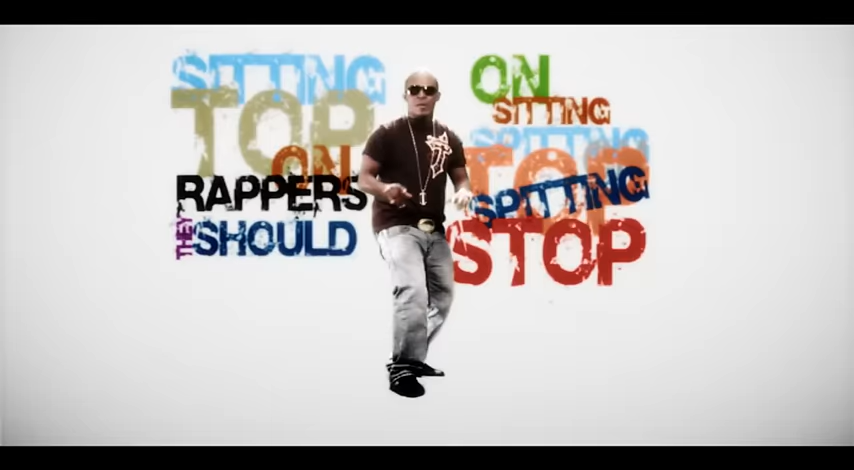 SITTING ON
SITTING
TOP SPITTING
ON TOP
RAPPERS SPITTING
THEY SHOULD STOP